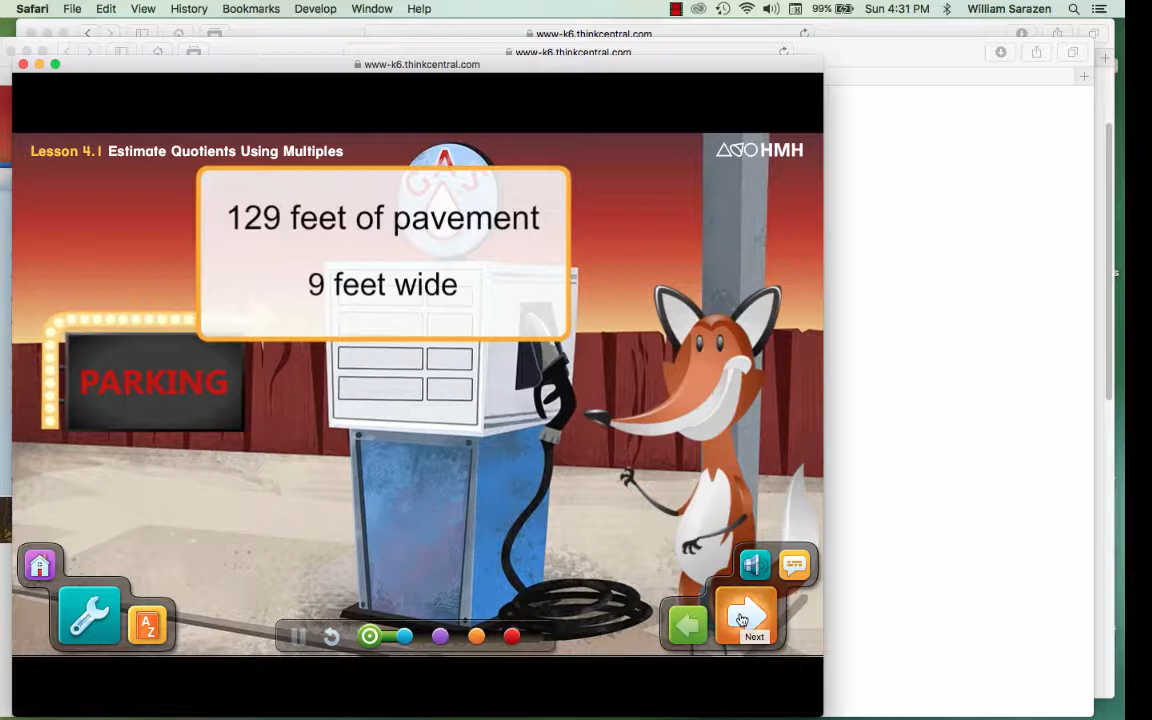 Safari File Edit View History Bookmarks Develop Window Help 99% Sun 4:31 PM William Sarazen
www-k6.thinkcentral.com
www-k6.thinkcentral.com
www-k6.thinkcentral.com
Lesson 4.1 Estimate Quotients Using Multiples
HMH
GAS
129 feet of pavement
9 feet wide
PARKING
A
Z
Next